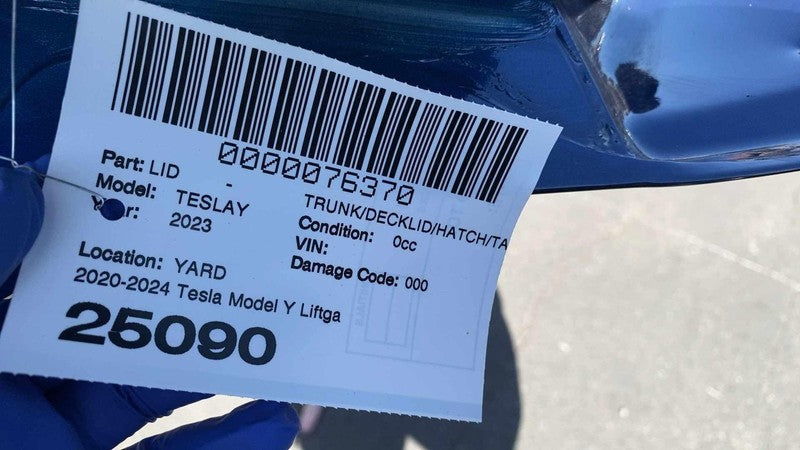 0000076370
Part: LID - TRUNK/DECKLID/HATCH/TA
Model: TESLAY Condition: 0cc
2023 VIN:
Location: YARD Damage Code: 000
2020-2024 Tesla Model Y Liftga
25090